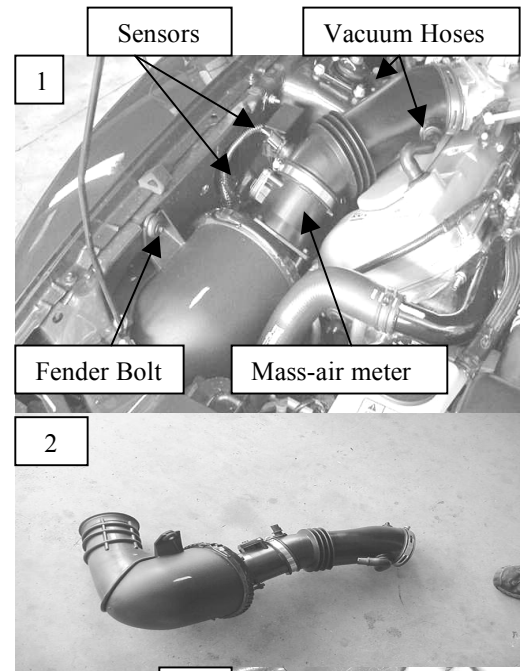 Sensors
Vacuum Hoses
1
Fender Bolt
Mass-air meter
2